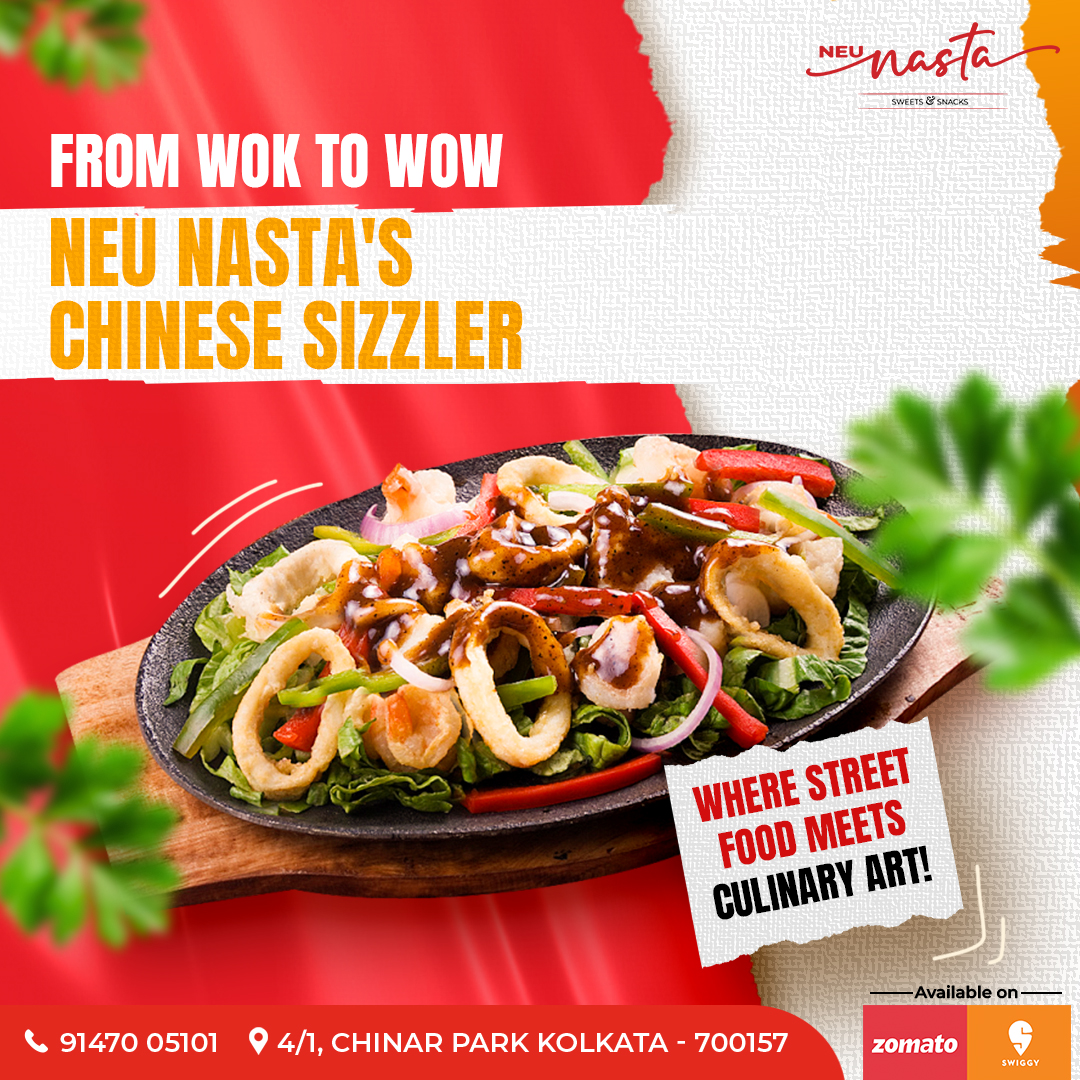 NEU nasta
SWEETS & SNACKS
FROM WOK TO WOW
NEU NASTA'S
CHINESE SIZZLER
WHERE STREET
FOOD MEETS
CULINARY ART!
Available on
91470 05101
4/1, CHINAR PARK KOLKATA - 700157
zomato
SWIGGY